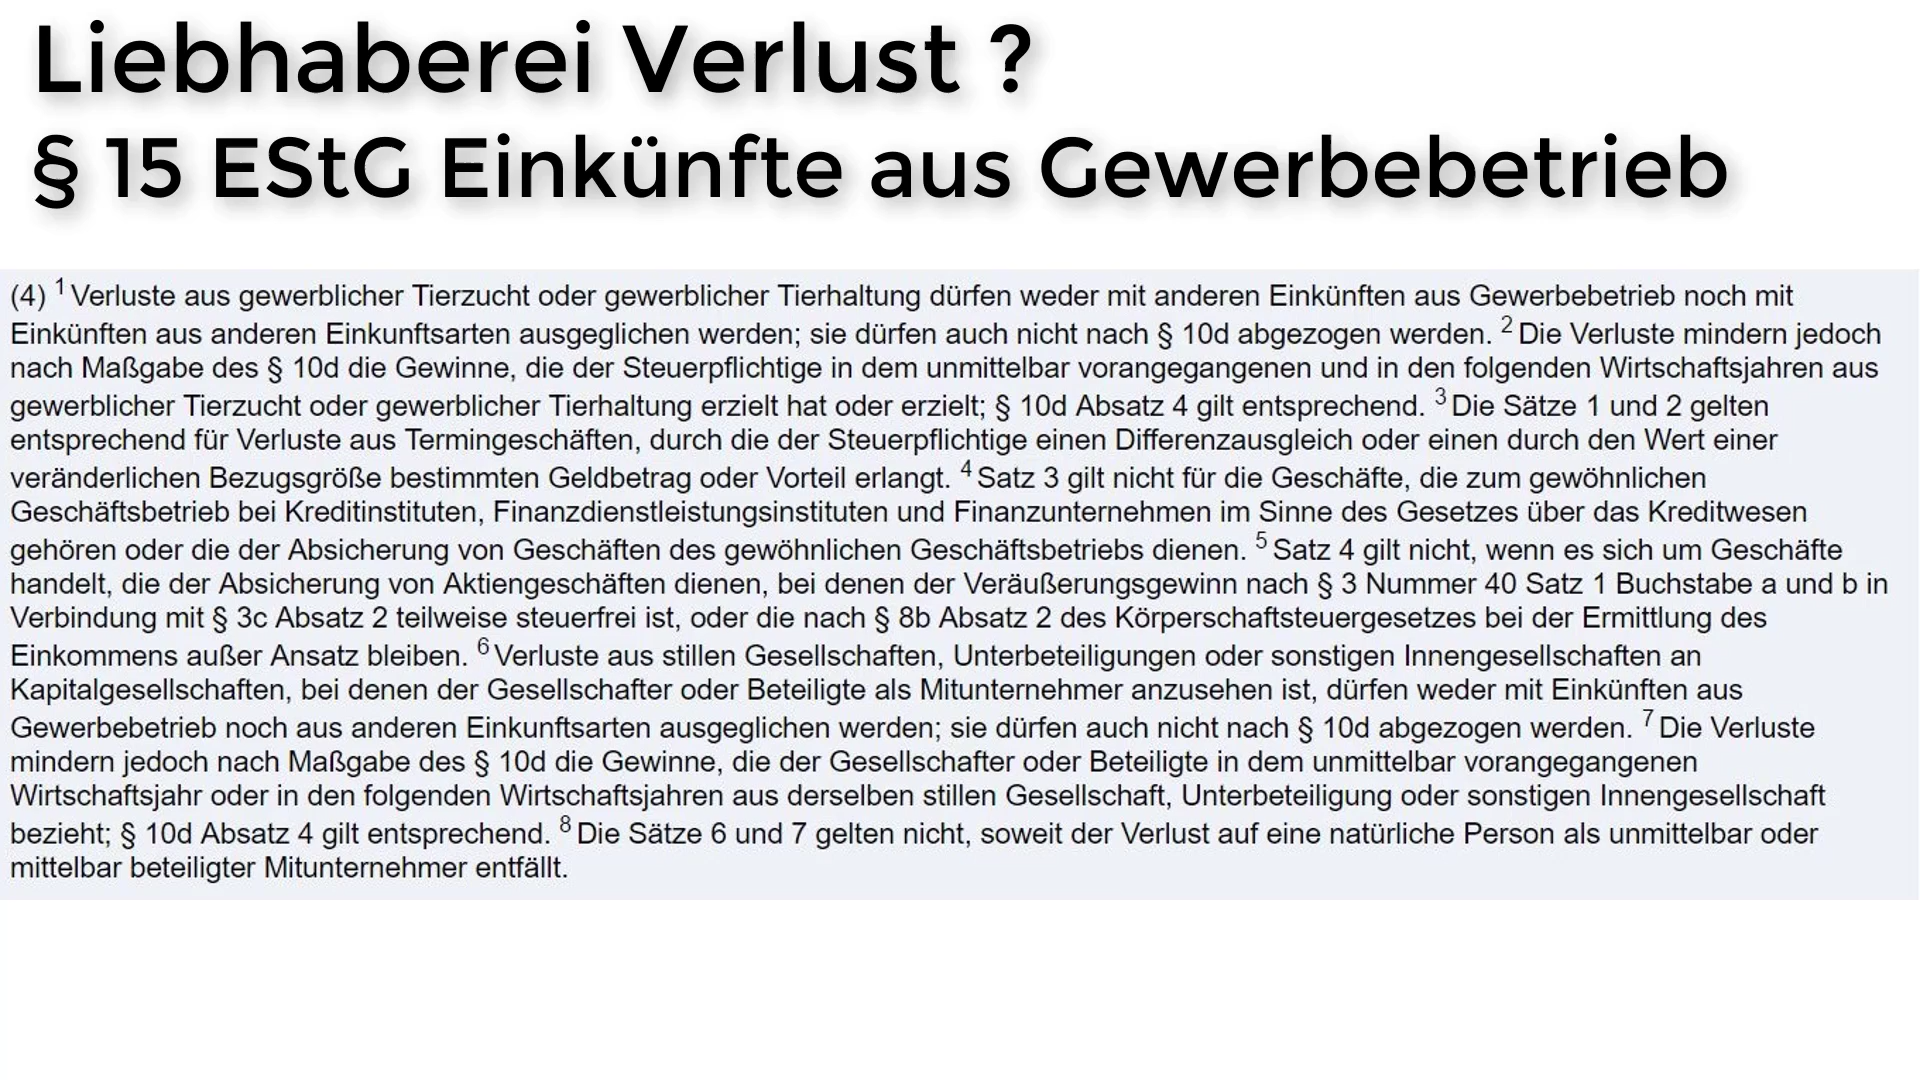 Liebhaberei Verlust ?
§ 15 EStG Einkünfte aus Gewerbebetrieb
(4) ¹ Verluste aus gewerblicher Tierzucht oder gewerblicher Tierhaltung dürfen weder mit anderen Einkünften aus Gewerbebetrieb noch mit
Einkünften aus anderen Einkunftsarten ausgeglichen werden; sie dürfen auch nicht nach § 10d abgezogen werden. ² Die Verluste mindern jedoch
nach Maßgabe des § 10d die Gewinne, die der Steuerpflichtige in dem unmittelbar vorangegangenen und in den folgenden Wirtschaftsjahren aus
gewerblicher Tierzucht oder gewerblicher Tierhaltung erzielt hat oder erzielt; § 10d Absatz 4 gilt entsprechend. ³ Die Sätze 1 und 2 gelten
entsprechend für Verluste aus Termingeschäften, durch die der Steuerpflichtige einen Differenzausgleich oder einen durch den Wert einer
veränderlichen Bezugsgröße bestimmten Geldbetrag oder Vorteil erlangt. ⁴ Satz 3 gilt nicht für die Geschäfte, die zum gewöhnlichen
Geschäftsbetrieb bei Kreditinstituten, Finanzdienstleistungsinstituten und Finanzunternehmen im Sinne des Gesetzes über das Kreditwesen
gehören oder die der Absicherung von Geschäften des gewöhnlichen Geschäftsbetriebs dienen. ⁵ Satz 4 gilt nicht, wenn es sich um Geschäfte
handelt, die der Absicherung von Aktiengeschäften dienen, bei denen der Veräußerungsgewinn nach § 3 Nummer 40 Satz 1 Buchstabe a und b in
Verbindung mit § 3c Absatz 2 teilweise steuerfrei ist, oder die nach § 8b Absatz 2 des Körperschaftsteuergesetzes bei der Ermittlung des
Einkommens außer Ansatz bleiben. ⁶ Verluste aus stillen Gesellschaften, Unterbeteiligungen oder sonstigen Innengesellschaften an
Kapitalgesellschaften, bei denen der Gesellschafter oder Beteiligte als Mitunternehmer anzusehen ist, dürfen weder mit Einkünften aus
Gewerbebetrieb noch aus anderen Einkunftsarten ausgeglichen werden; sie dürfen auch nicht nach § 10d abgezogen werden. ⁷ Die Verluste
mindern jedoch nach Maßgabe des § 10d die Gewinne, die der Gesellschafter oder Beteiligte in dem unmittelbar vorangegangenen
Wirtschaftsjahr oder in den folgenden Wirtschaftsjahren aus derselben stillen Gesellschaft, Unterbeteiligung oder sonstigen Innengesellschaft
bezieht; § 10d Absatz 4 gilt entsprechend. ⁸ Die Sätze 6 und 7 gelten nicht, soweit der Verlust auf eine natürliche Person als unmittelbar oder
mittelbar beteiligter Mitunternehmer entfällt.